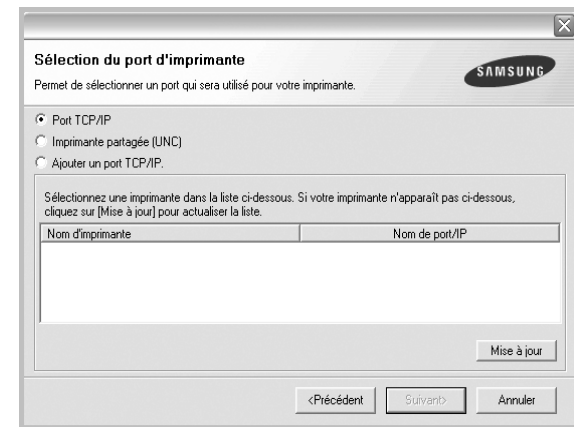 Sélection du port d'imprimante
Permet de sélectionner un port qui sera utilisé pour votre imprimante.
SAMSUNG
Port TCP/IP
Imprimante partagée (UNC)
Ajouter un port TCP/IP.
Sélectionnez une imprimante dans la liste ci-dessous. Si votre imprimante n'apparaît pas ci-dessous,
cliquez sur [Mise à jour] pour actualiser la liste.
Nom d'imprimante Nom de port/IP
Mise à jour
<Précédent Suivant> Annuler